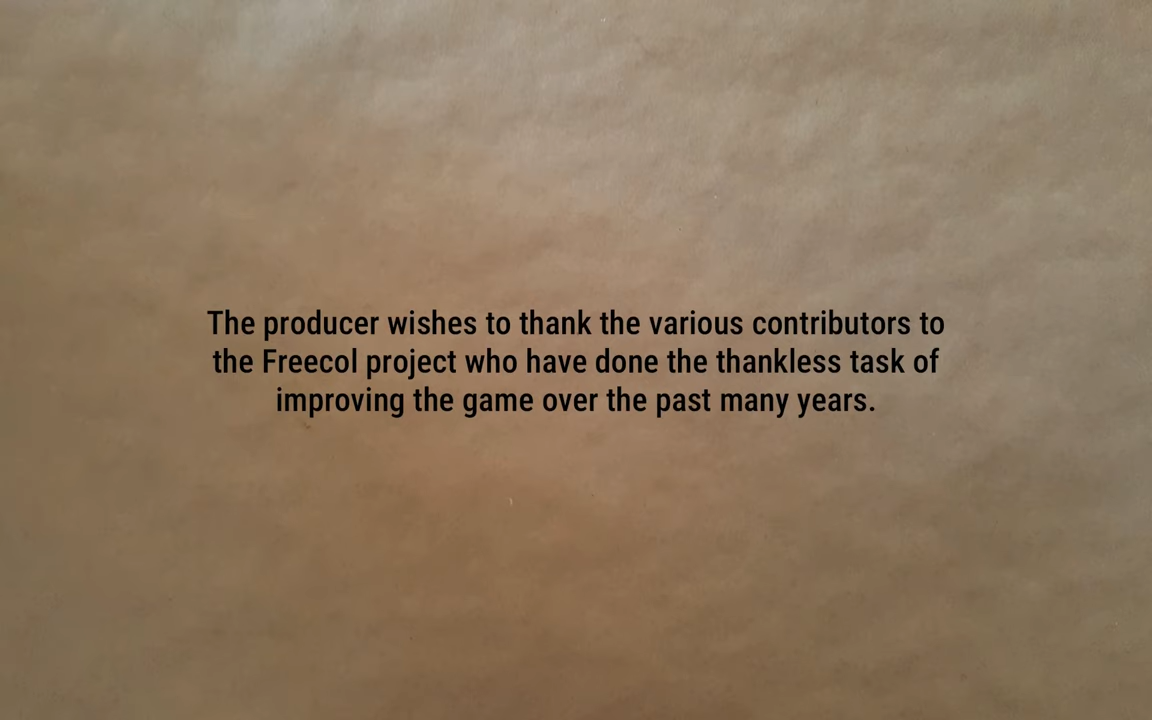 The producer wishes to thank the various contributors to
the Freecol project who have done the thankless task of
improving the game over the past many years.